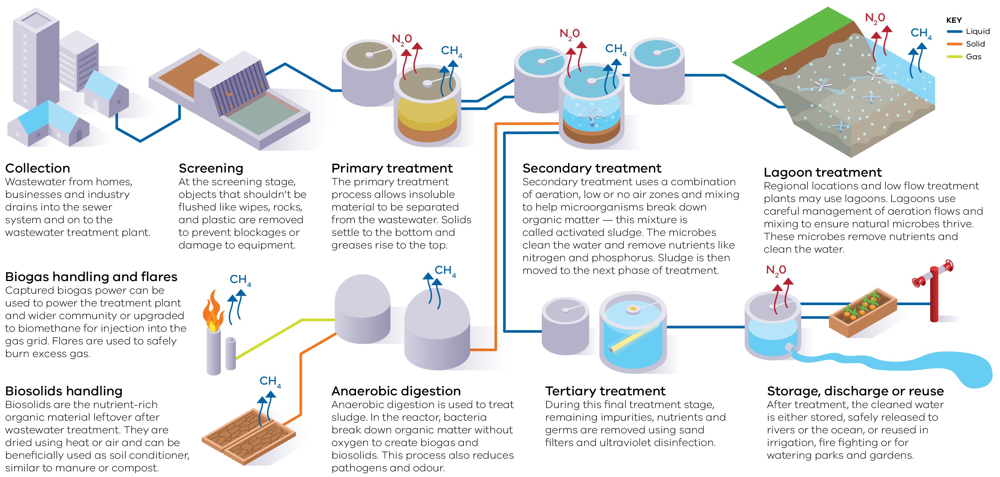 N₂0
CH₄
N₂0
CH₄
N₂0
CH₄
KEY
Liquid
Solid
Gas
Collection
Wastewater from homes,
businesses and industry
drains into the sewer
system and on to the
wastewater treatment plant.
Screening
At the screening stage,
objects that shouldn't be
flushed like wipes, rocks,
and plastic are removed
to prevent blockages or
damage to equipment.
Primary treatment
The primary treatment
process allows insoluble
material to be separated
from the wastewater. Solids
settle to the bottom and
greases rise to the top.
Secondary treatment
Secondary treatment uses a combination
of aeration, low or no air zones and mixing
to help microorganisms break down
organic matter — this mixture is
called activated sludge. The microbes
clean the water and remove nutrients like
nitrogen and phosphorus. Sludge is then
moved to the next phase of treatment.
Lagoon treatment
Regional locations and low flow treatment
plants may use lagoons. Lagoons use
careful management of aeration flows and
mixing to ensure natural microbes thrive.
These microbes remove nutrients and
clean the water.
Biogas handling and flares
Captured biogas power can be
used to power the treatment plant
and wider community or upgraded
to biomethane for injection into the
gas grid. Flares are used to safely
burn excess gas.
CH₄
CH₄
N₂0
Biosolids handling
Biosolids are the nutrient-rich
organic material leftover after
wastewater treatment. They are
dried using heat or air and can be
beneficially used as soil conditioner,
similar to manure or compost.
CH₄
Anaerobic digestion
Anaerobic digestion is used to treat
sludge. In the reactor, bacteria
break down organic matter without
oxygen to create biogas and
biosolids. This process also reduces
pathogens and odour.
Tertiary treatment
During this final treatment stage,
remaining impurities, nutrients and
germs are removed using sand
filters and ultraviolet disinfection.
Storage, discharge or reuse
After treatment, the cleaned water
is either stored, safely released to
rivers or the ocean, or reused in
irrigation, fire fighting or for
watering parks and gardens.